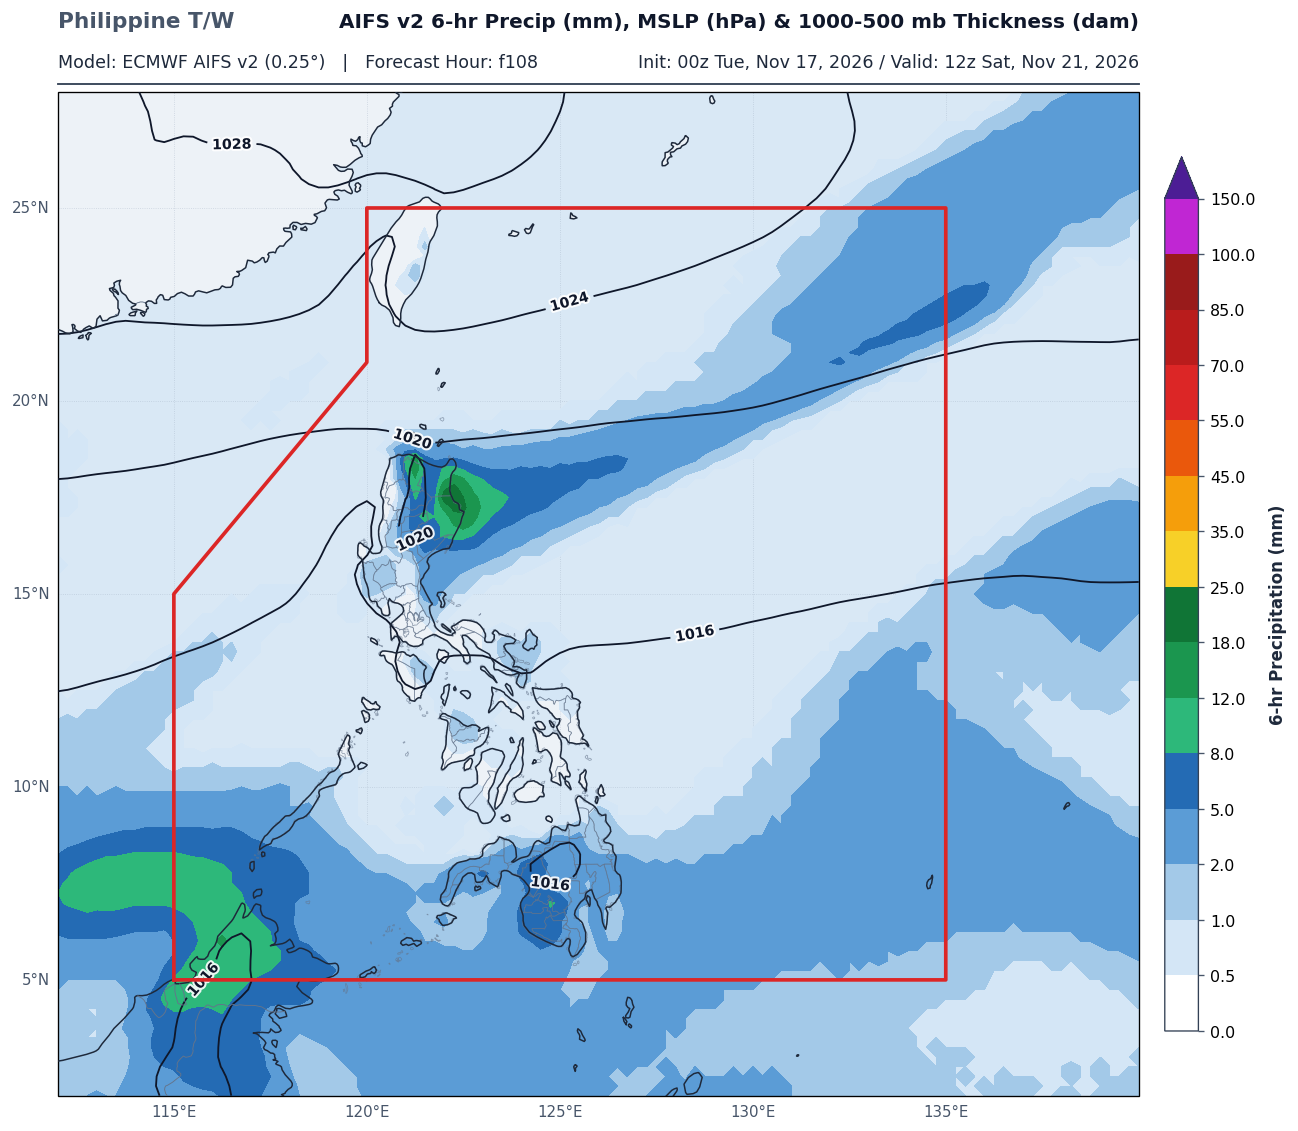 Philippine T/W
AIFS v2 6-hr Precip (mm), MSLP (hPa) & 1000-500 mb Thickness (dam)
Model: ECMWF AIFS v2 (0.25°) | Forecast Hour: f108
Init: 00z Tue, Nov 17, 2026 / Valid: 12z Sat, Nov 21, 2026
1028
1024
1020
1020
1016
1016
1016
25°N
20°N
15°N
10°N
5°N
115°E
120°E
125°E
130°E
135°E
150.0
100.0
85.0
70.0
55.0
45.0
35.0
25.0
18.0
12.0
8.0
5.0
2.0
1.0
0.5
0.0
6-hr Precipitation (mm)